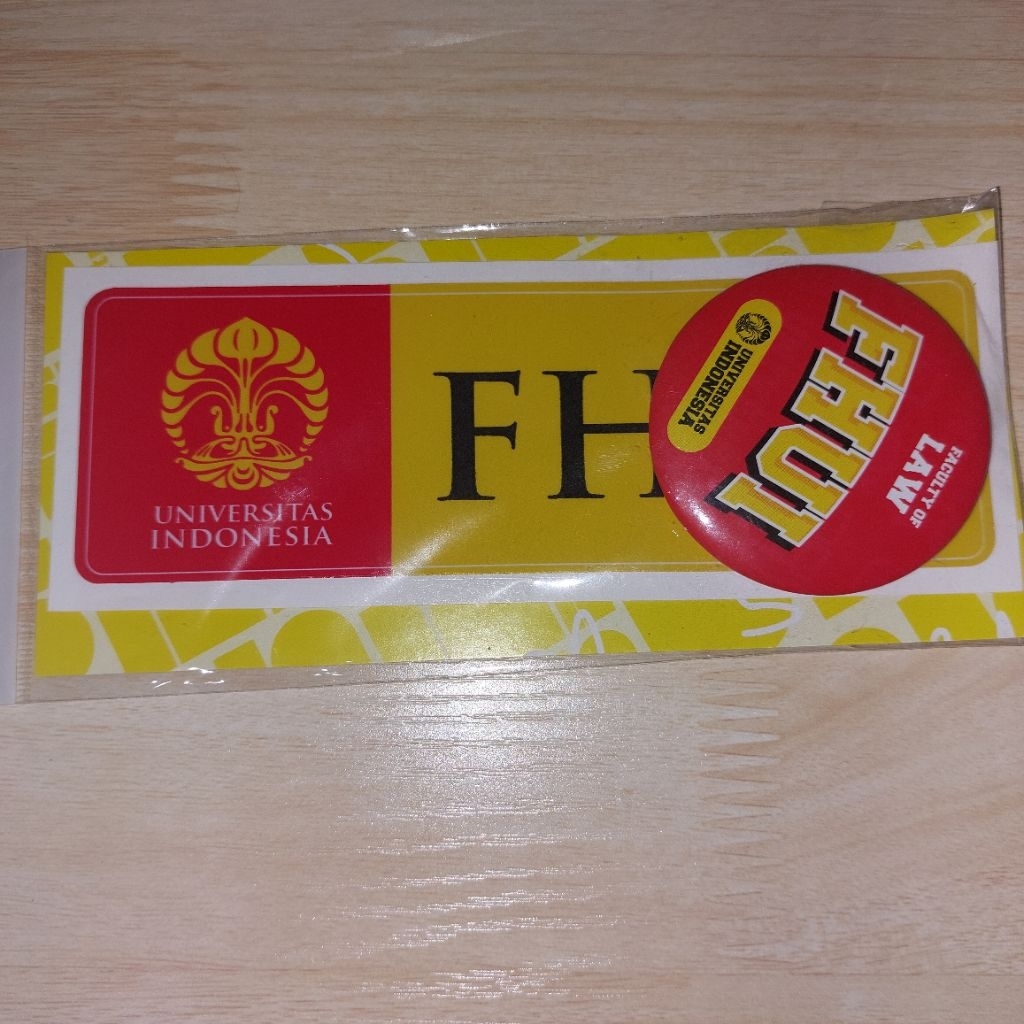 UNIVERSITAS
INDONESIA
FH
UNIVERSITAS
INDONESIA
FHUI
FACULTY OF
LAW